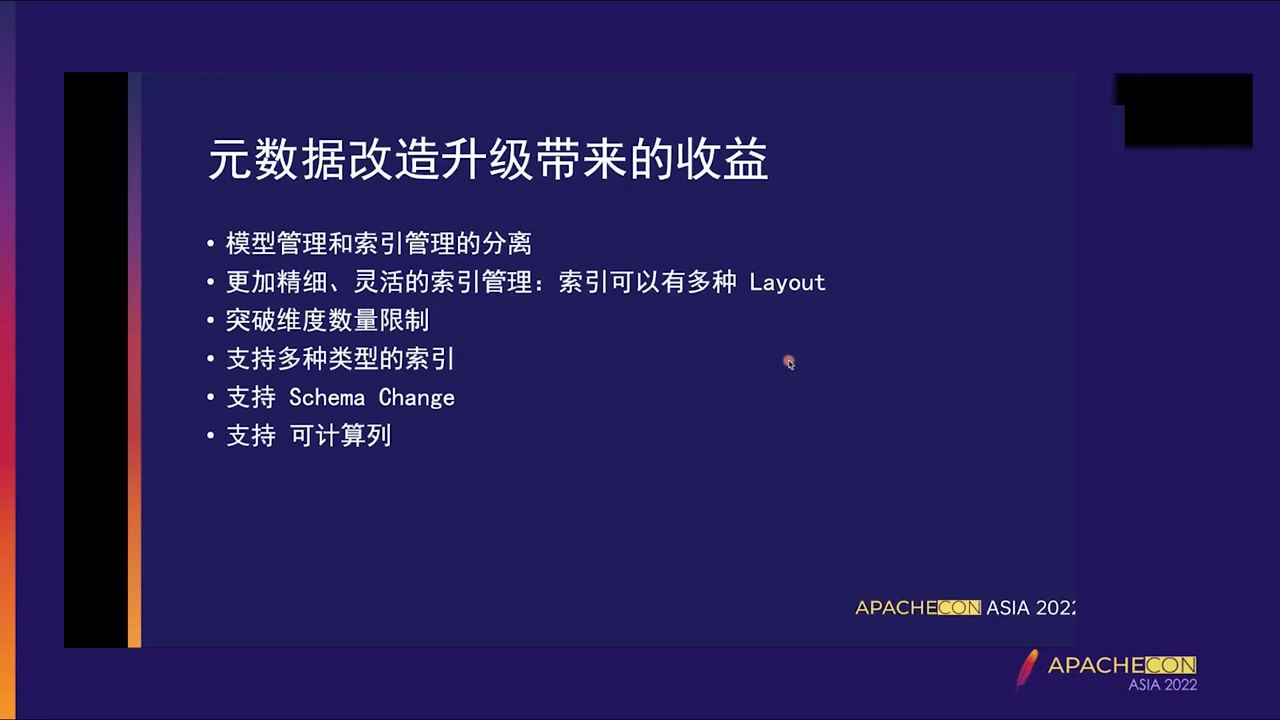 元数据改造升级带来的收益
• 模型管理和索引管理的分离
• 更加精细、灵活的索引管理：索引可以有多种 Layout
• 突破维度数量限制
• 支持多种类型的索引
• 支持 Schema Change
• 支持 可计算列
APACHECON ASIA 2022
APACHECON
ASIA 2022